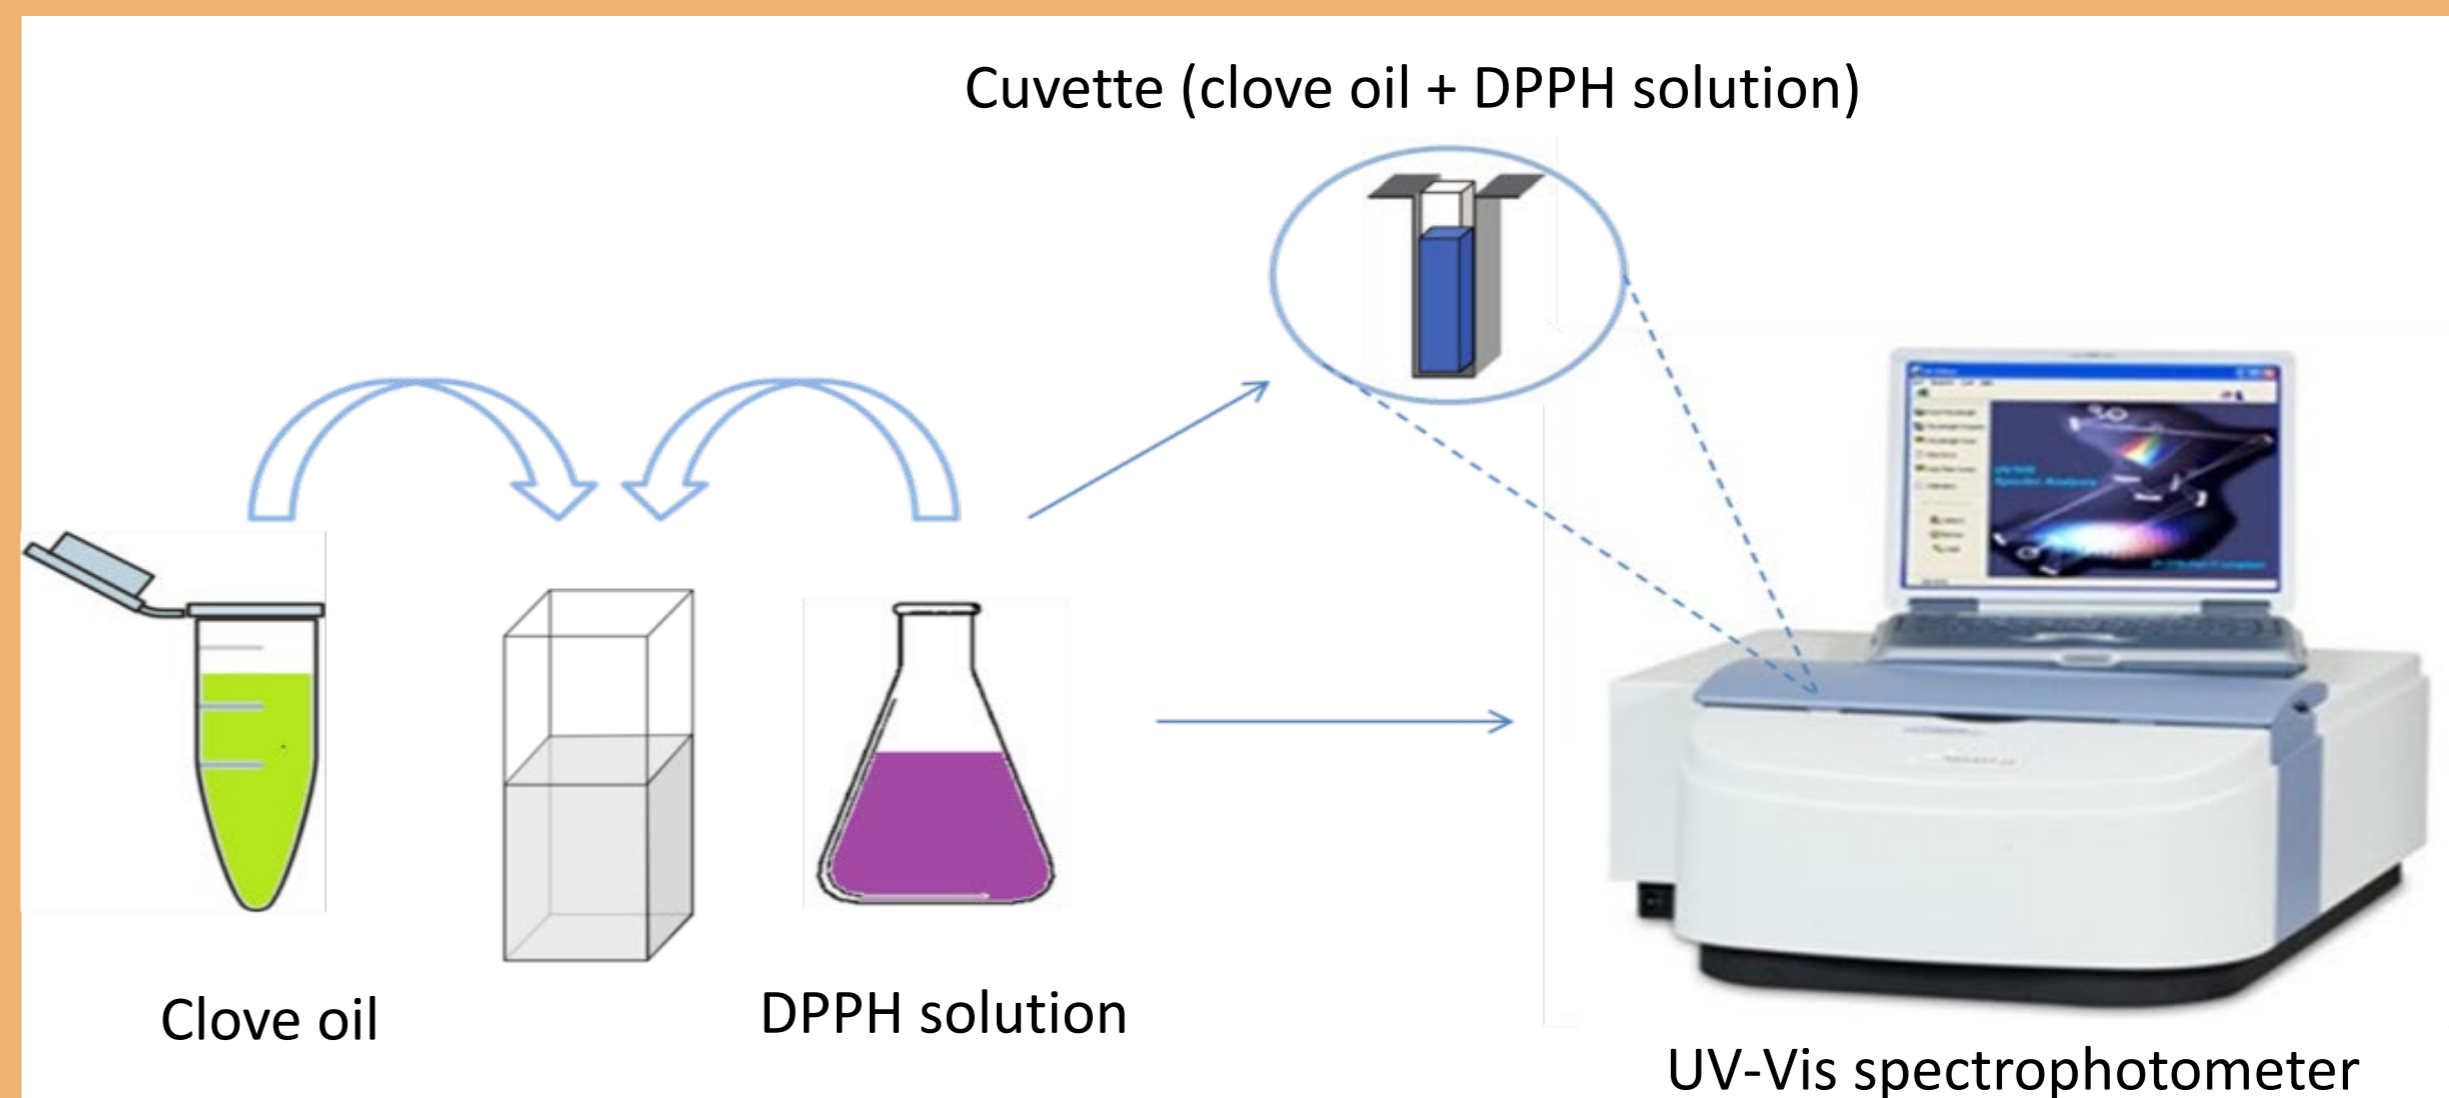 Cuvette (clove oil + DPPH solution)
Clove oil
DPPH solution
UV-Vis spectrophotometer